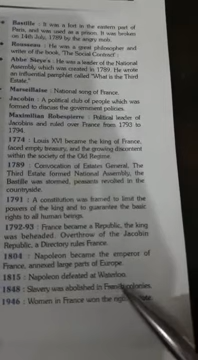 • Bastille : It was a fort in the eastern part of
Paris, and was used as a prison. It was broken
on 14th July, 1789 by the angry mob.
• Rousseau : He was a great philosopher and
writer of the book, 'The Social Contract'.
• Abbe Sieye's : He was a leader of the National
Assembly which was created in 1789. He wrote
an influential pamphlet called "What is the Third
Estate."
• Marseillaise : National song of France.
• Jacobin : A political club of people which was
formed to discuss the government policies.
Maximilian Robespierre : Political leader of
Jacobins and ruled over France from 1793 to
1794.
• 1774 : Louis XVI became the king of France,
faced empty treasury, and the growing discontent
within the society of the Old Regime.
• 1789 : Convocation of Estates General, The
Third Estate formed National Assembly, the
Bastille was stormed, peasants revolted in the
countryside.
1791 : A constitution was framed to limit the
powers of the king and to guarantee the basic
rights to all human beings.
1792-93 : France became a Republic, the king
was beheaded. Overthrow of the Jacobin
Republic, a Directory rules France.
1804 : Napoleon became the emperor of
France, annexed large parts of Europe.
1815 : Napoleon defeated at Waterloo.
1848 : Slavery was abolished in French colonies.
1946 : Women in France won the right